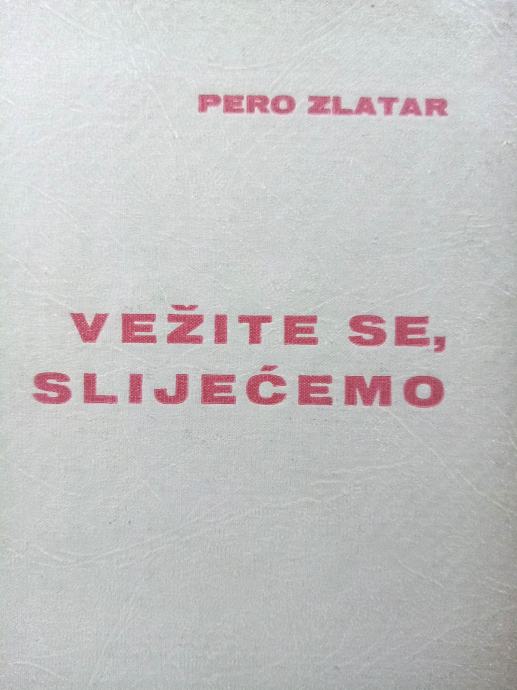 PERO ZLATAR
VEŽITE SE,
SLIJEĆEMO